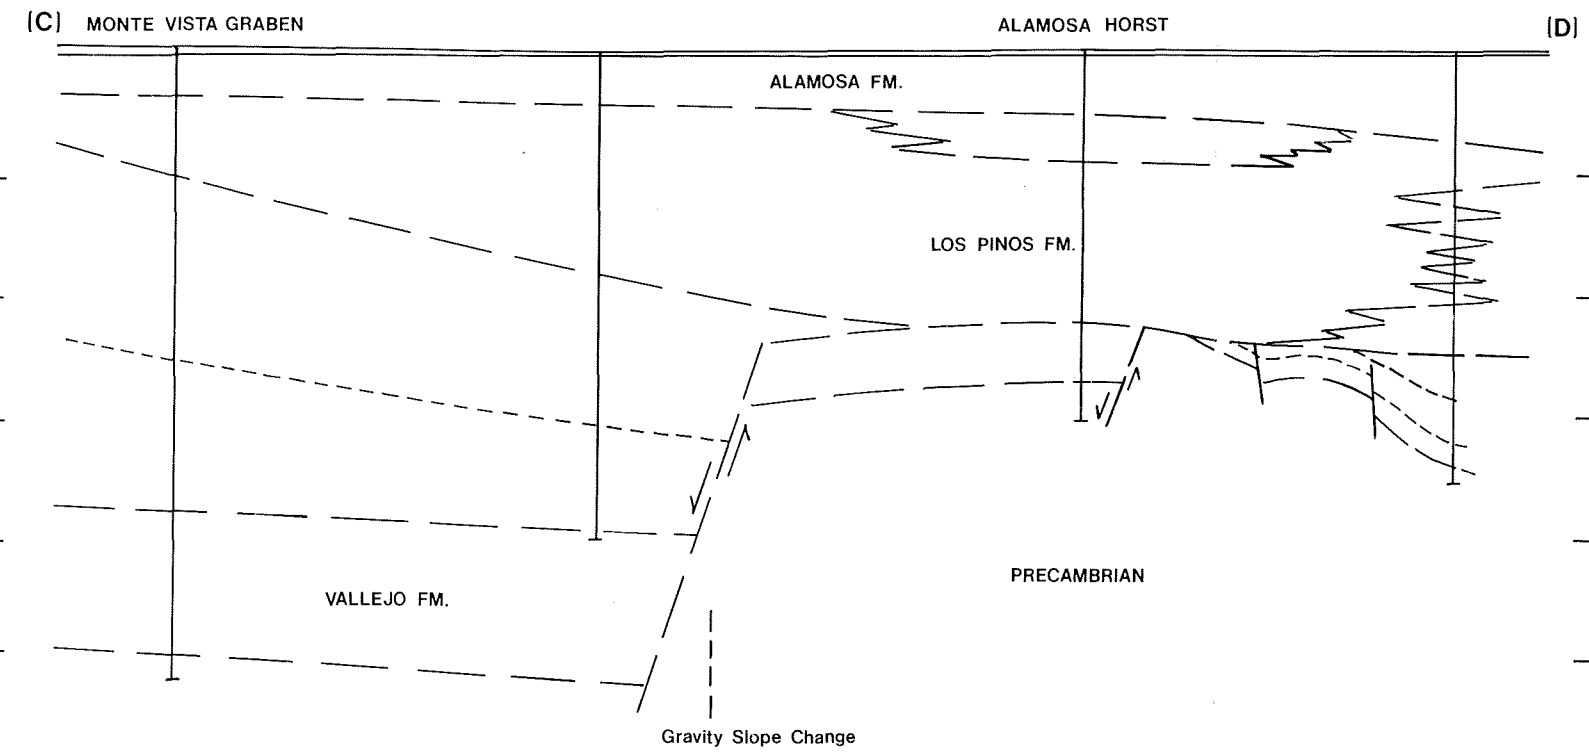 (C) MONTE VISTA GRABEN ALAMOSA HORST (D)
ALAMOSA FM.
LOS PINOS FM.
PRECAMBRIAN
VALLEJO FM.
Gravity Slope Change